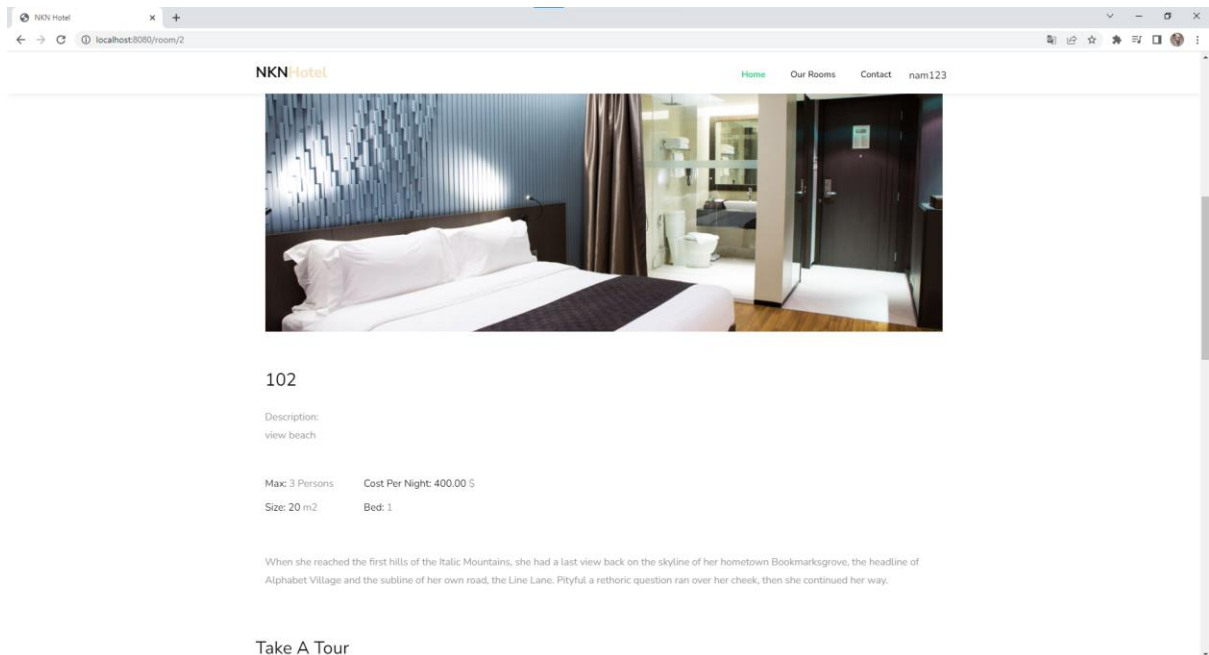 NKN Hotel
localhost:8080/room/2
NKNHotel
Home Our Rooms Contact nam123
102
Description:
view beach
Max: 3 Persons Cost Per Night: 400.00 $
Size: 20 m2 Bed: 1
When she reached the first hills of the Italic Mountains, she had a last view back on the skyline of her hometown Bookmarksgrove, the headline of
Alphabet Village and the subline of her own road, the Line Lane. Pityful a rethoric question ran over her cheek, then she continued her way.
Take A Tour